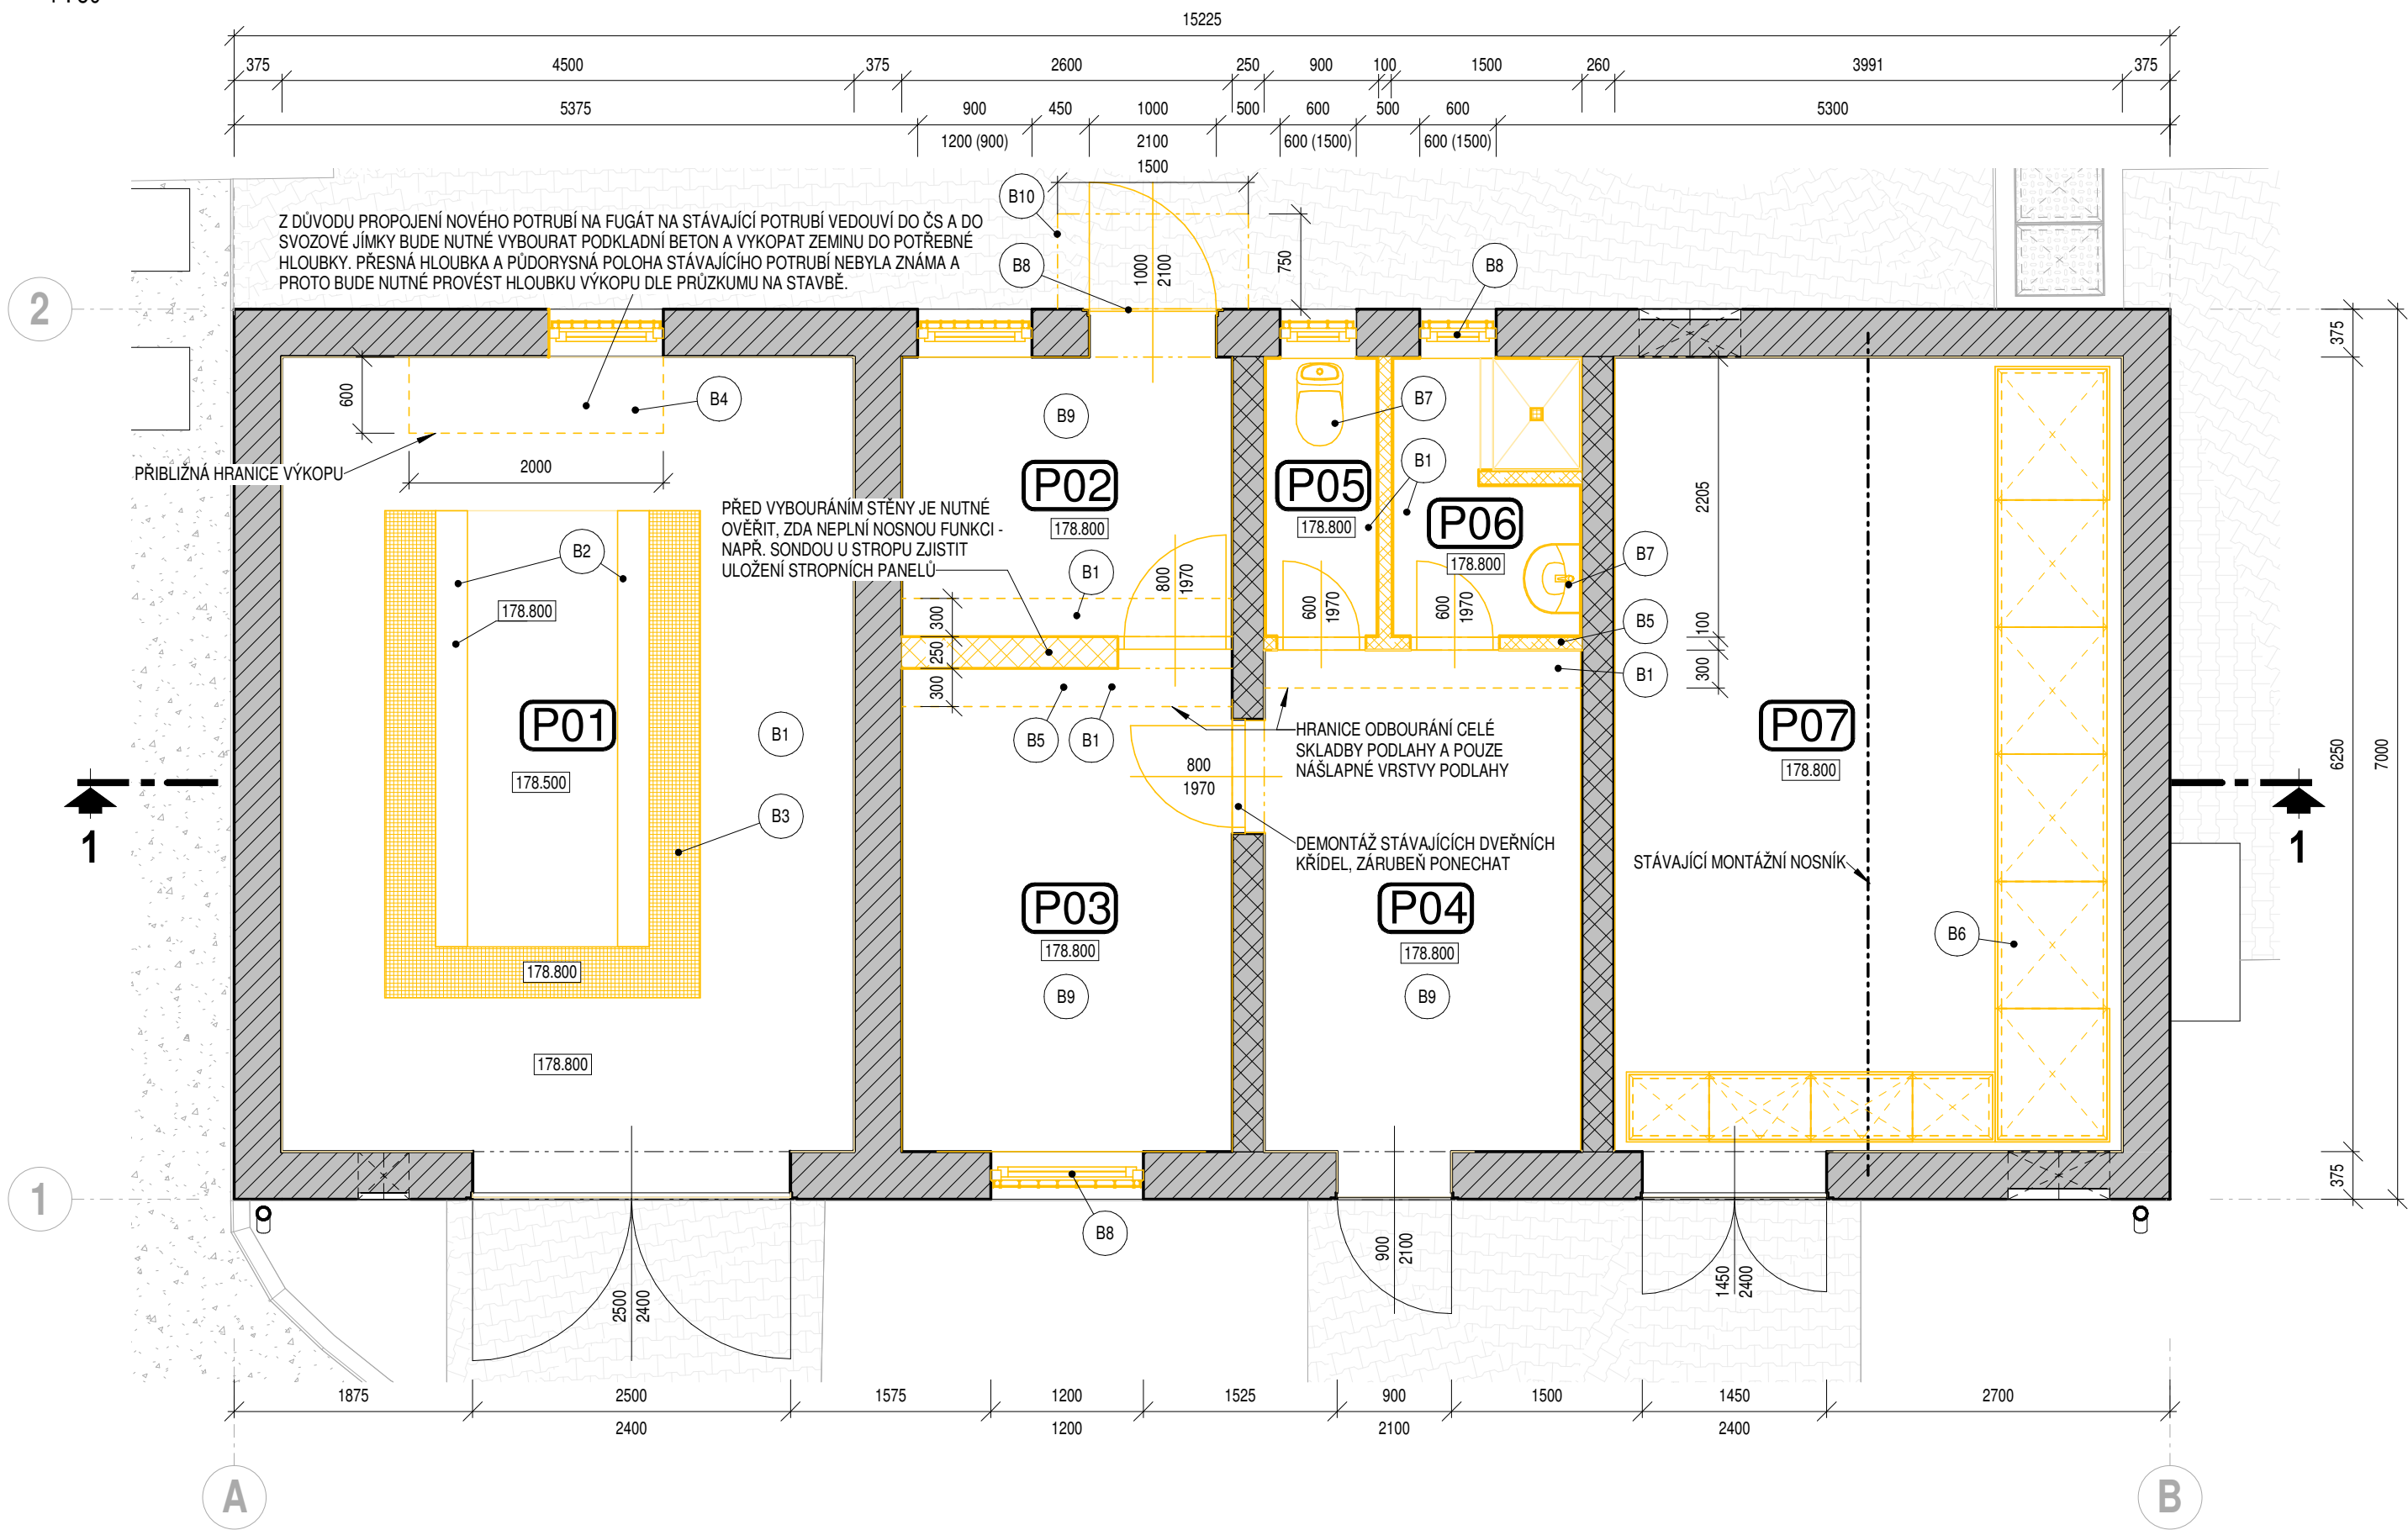 15225
375 4500 375 2600 250 900 100 1500 260 3991 375
5375 900 450 1000 500 600 500 600 5300
1200 (900) 2100 600 (1500) 600 (1500)
1500
B10
Z DŮVODU PROPOJENÍ NOVÉHO POTRUBÍ NA FUGÁT NA STÁVAJÍCÍ POTRUBÍ VEDOUVÍ DO ČS A DO
SVOZOVÉ JÍMKY BUDE NUTNÉ VYBOURAT PODKLADNÍ BETON A VYKOPAT ZEMINU DO POTŘEBNÉ
HLOUBKY. PŘESNÁ HLOUBKA A PŮDORYSNÁ POLOHA STÁVAJÍCÍHO POTRUBÍ NEBYLA ZNÁMA A
PROTO BUDE NUTNÉ PROVÉST HLOUBKU VÝKOPU DLE PRŮZKUMU NA STAVBĚ.
B8
1000
2100
750
B8
2
375
600
B4
B9
B7
PŘIBLIŽNÁ HRANICE VÝKOPU
2000
B1
P02
178.800
P05
178.800
P06
178.800
2205
PŘED VYBOURÁNÍM STĚNY JE NUTNÉ
OVĚŘIT, ZDA NEPLNÍ NOSNOU FUNKCI -
NAPŘ. SONDOU U STROPU ZJISTIT
ULOŽENÍ STROPNÍCH PANELŮ
B2
B1
B7
800
1970
600
1970
600
1970
178.800
300
250
300
B5
100
300
B1
P01
178.500
B1
B5
B1
HRANICE ODBOURÁNÍ CELÉ
SKLADBY PODLAHY A POUZE
NÁŠLAPNÉ VRSTVY PODLAHY
P07
178.800
6250
7000
800
1970
1
1
B3
DEMONTÁŽ STÁVAJÍCÍCH DVEŘNÍCH
KŘÍDEL, ZÁRUBEŇ PONECHAT
STÁVAJÍCÍ MONTÁŽNÍ NOSNÍK
P03
178.800
P04
178.800
B6
178.800
B9
B9
178.800
375
1
B8
2500
2400
900
2100
1450
2400
1875 2500 1575 1200 1525 900 1500 1450 2700
2400 1200 2100 2400
A
B